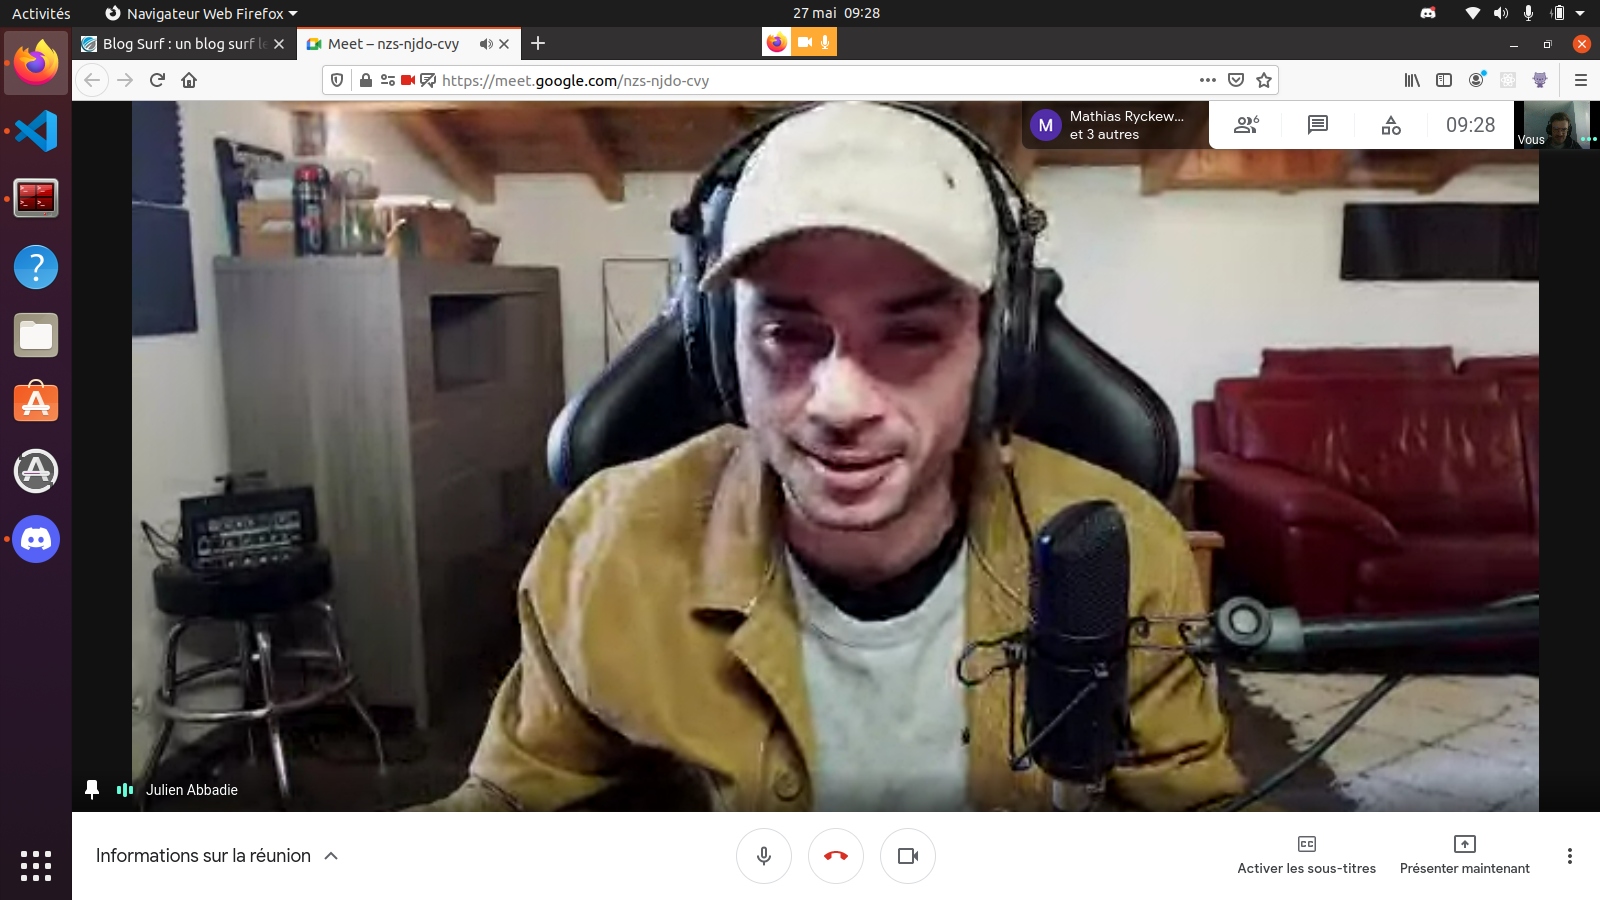 Activités
Navigateur Web Firefox
27 mai 09:28
Blog Surf : un blog surf le
Meet – nzs-njdo-cvy
https://meet.google.com/nzs-njdo-cvy
M
Mathias Ryckew...
et 3 autres
6
09:28
Vous
Julien Abbadie
Informations sur la réunion
CC
Activer les sous-titres
Présenter maintenant